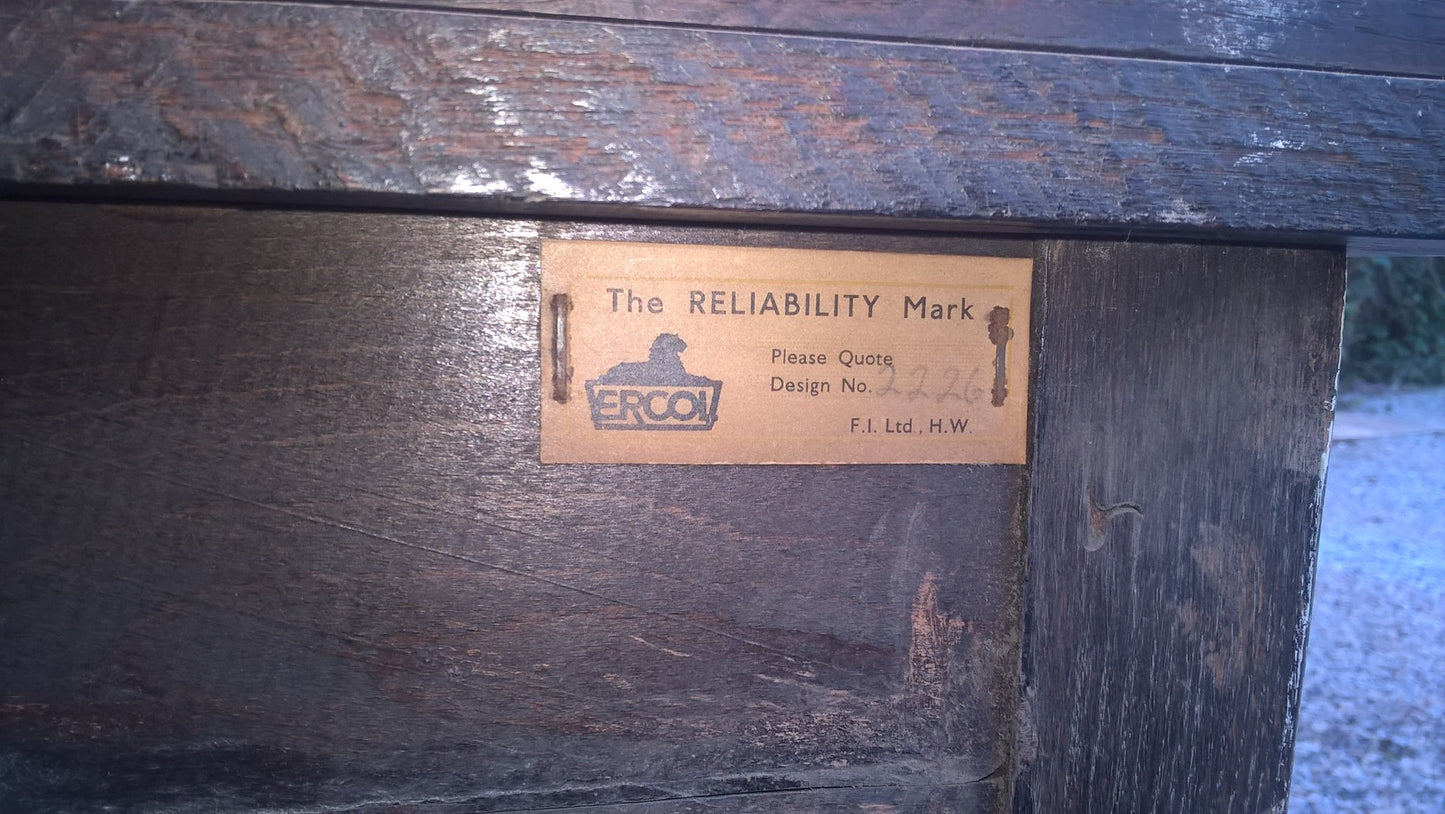 The RELIABILITY Mark
ERCOL
Please Quote
Design No. 2226
F.I. Ltd, H.W.